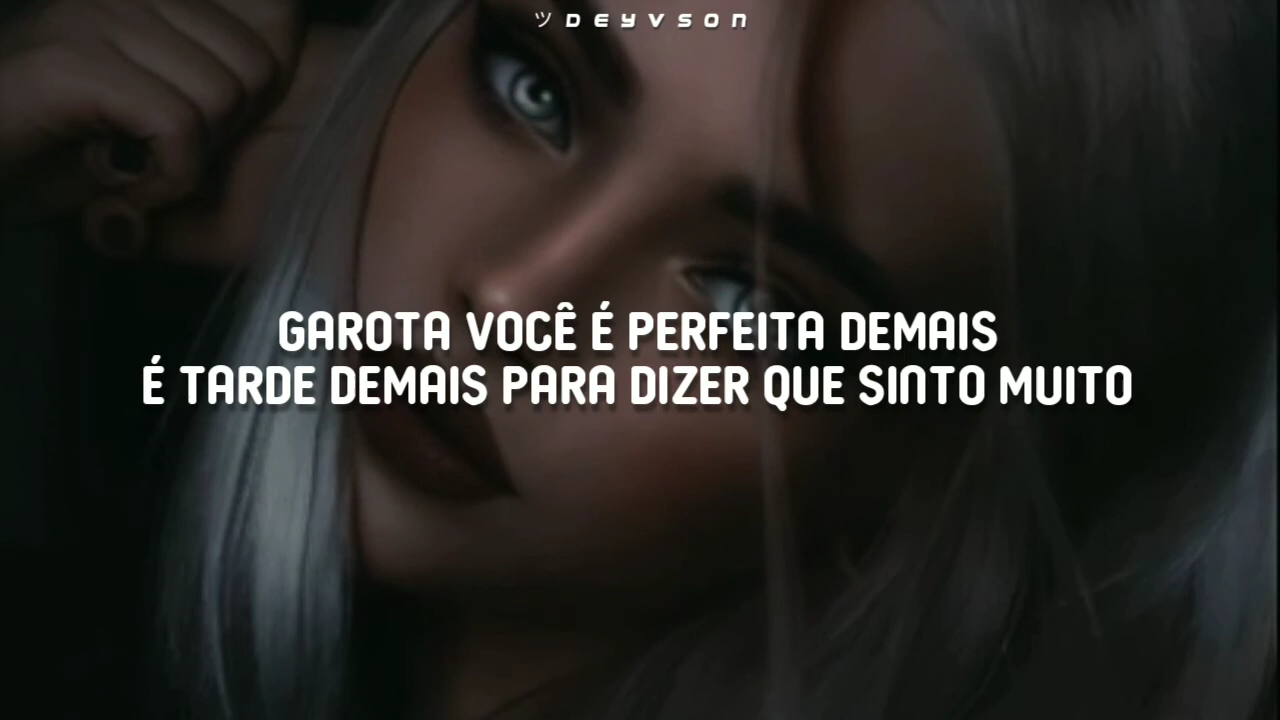 ツ DEYVSON
GAROTA VOCÊ É PERFEITA DEMAIS
É TARDE DEMAIS PARA DIZER QUE SINTO MUITO